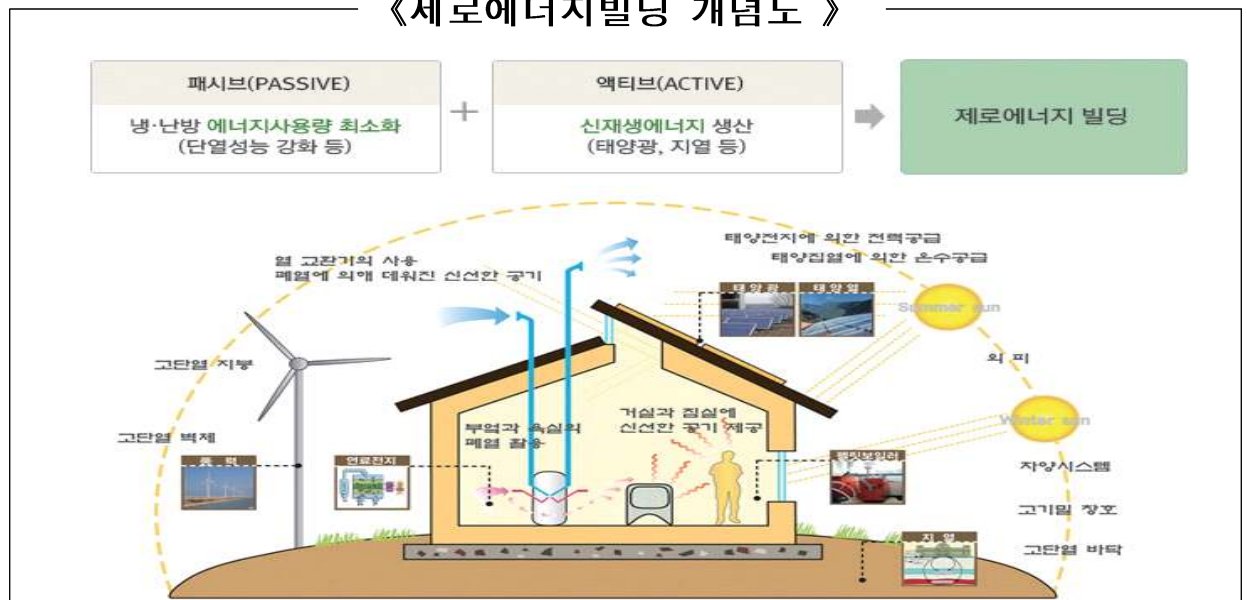 《제로에너지빌딩 개념도 》
패시브(PASSIVE)
냉·난방 에너지사용량 최소화
(단열성능 강화 등)
+
액티브(ACTIVE)
신재생에너지 생산
(태양광, 지열 등)
제로에너지 빌딩
열 교환기의 사용
폐열에 의해 데워진 신선한 공기
태양전지에 의한 전력공급
태양집열에 의한 온수공급
태양광
태양열
Summer sun
고단열 지붕
외 피
거실과 침실에
신선한 공기 제공
부엌과 욕실의
폐열 활용
Winter sun
고단열 벽체
풍 력
연료전지
펠릿보일러
차양시스템
고기밀 창호
지 열
고단열 바닥